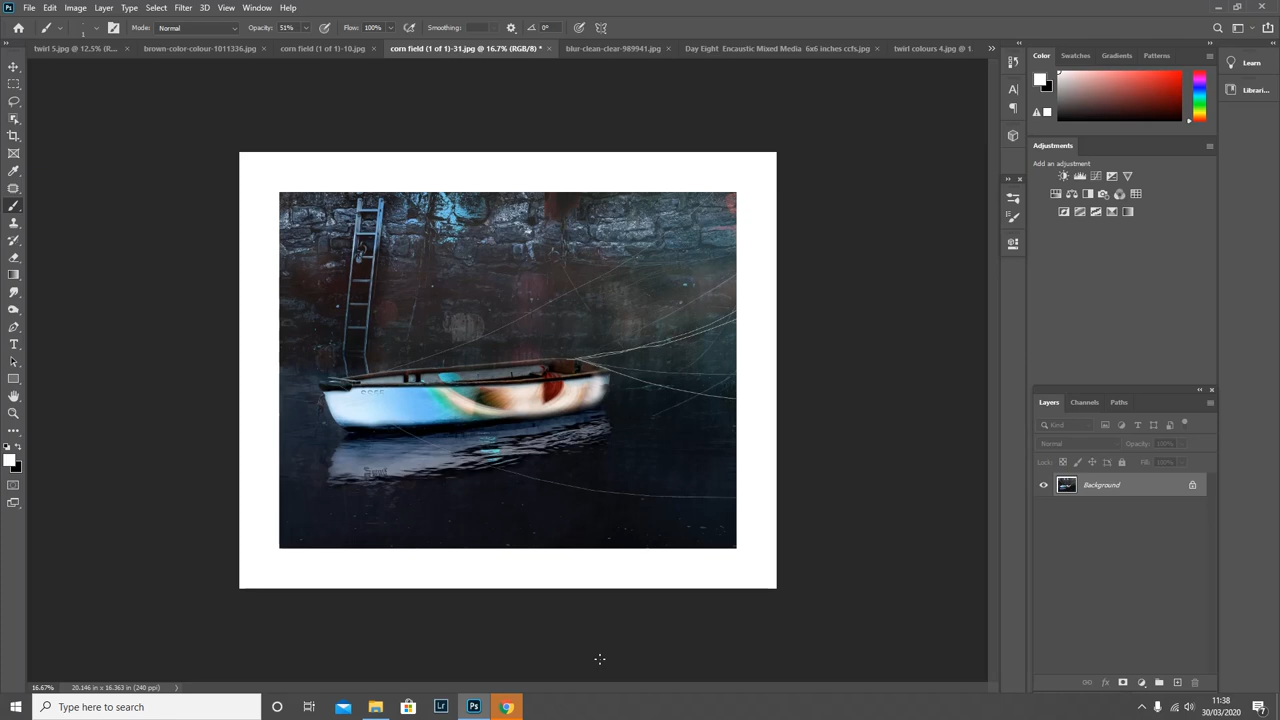 File Edit Image Layer Type Select Filter 3D View Window Help
Mode: Normal Opacity: 51% Flow: 100% Smoothing: 0°
twirl 5.jpg @ 12.5% (R... × brown-color-colour-1011336.jpg × corn field (1 of 1)-10.jpg × corn field (1 of 1)-31.jpg @ 16.7% (RGB/8) * × blur-clean-clear-989941.jpg × Day Eight Encaustic Mixed Media 6x6 inches ccfs.jpg × twirl colours 4.jpg @ 1.
Color Swatches Gradients Patterns
Learn
Librari...
Adjustments
Add an adjustment
Layers Channels Paths
Kind
Normal Opacity: 100%
Lock: Fill: 100%
Background
16.67% 20.146 in x 16.363 in (240 ppi)
Type here to search
Lr Ps
11:38
30/03/2020